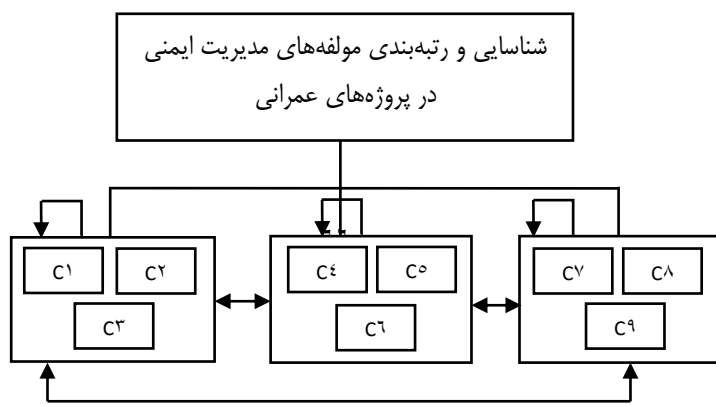 شناسایی و رتبه‌بندی مولفه‌های مدیریت ایمنی
در پروژه‌های عمرانی
C۱ C۲ C٤ C٥ C۷ C۸
C۳ C٦ C۹